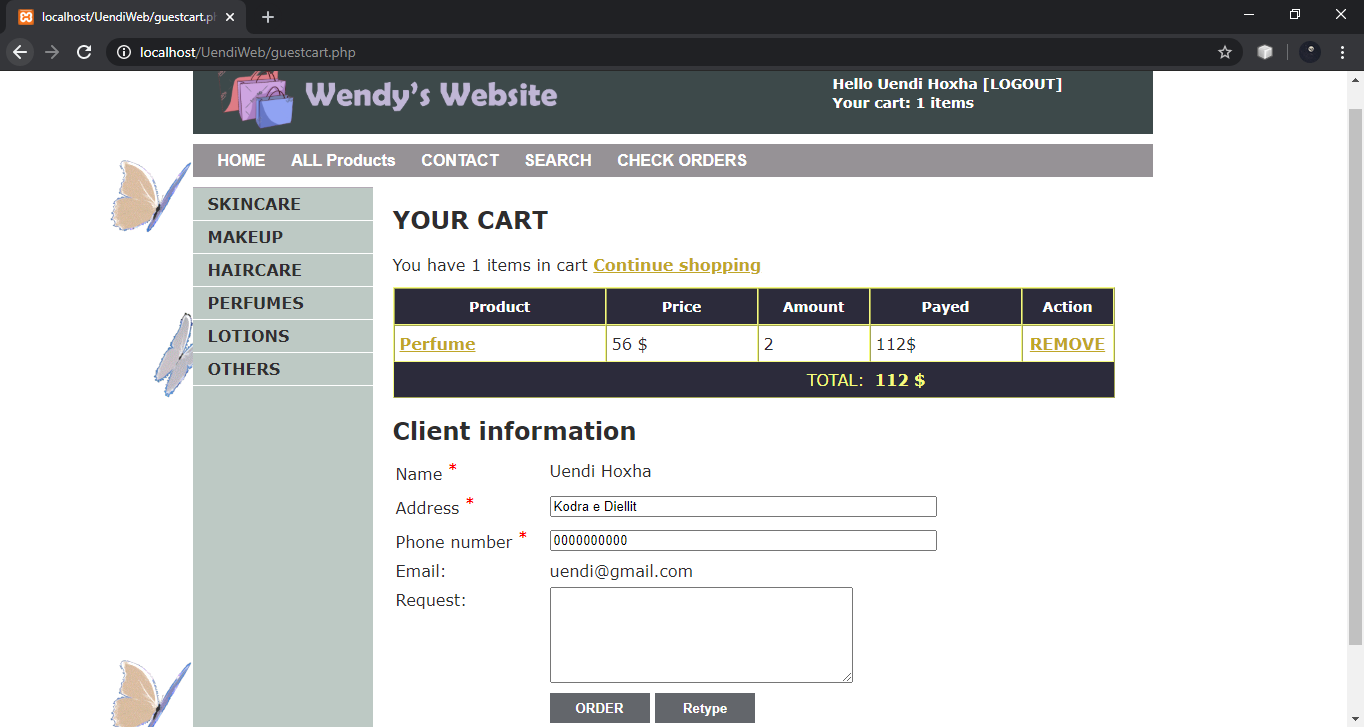 localhost/UendiWeb/guestcart.p
localhost/UendiWeb/guestcart.php
Wendy's Website
Hello Uendi Hoxha [LOGOUT]
Your cart: 1 items
HOME ALL Products CONTACT SEARCH CHECK ORDERS
SKINCARE
MAKEUP
HAIRCARE
PERFUMES
LOTIONS
OTHERS
YOUR CART
You have 1 items in cart Continue shopping
Product Price Amount Payed Action
Perfume 56 $ 2 112$ REMOVE
TOTAL: 112 $
Client information
Name * Uendi Hoxha
Address * Kodra e Diellit
Phone number * 0000000000
Email: uendi@gmail.com
Request:
ORDER Retype